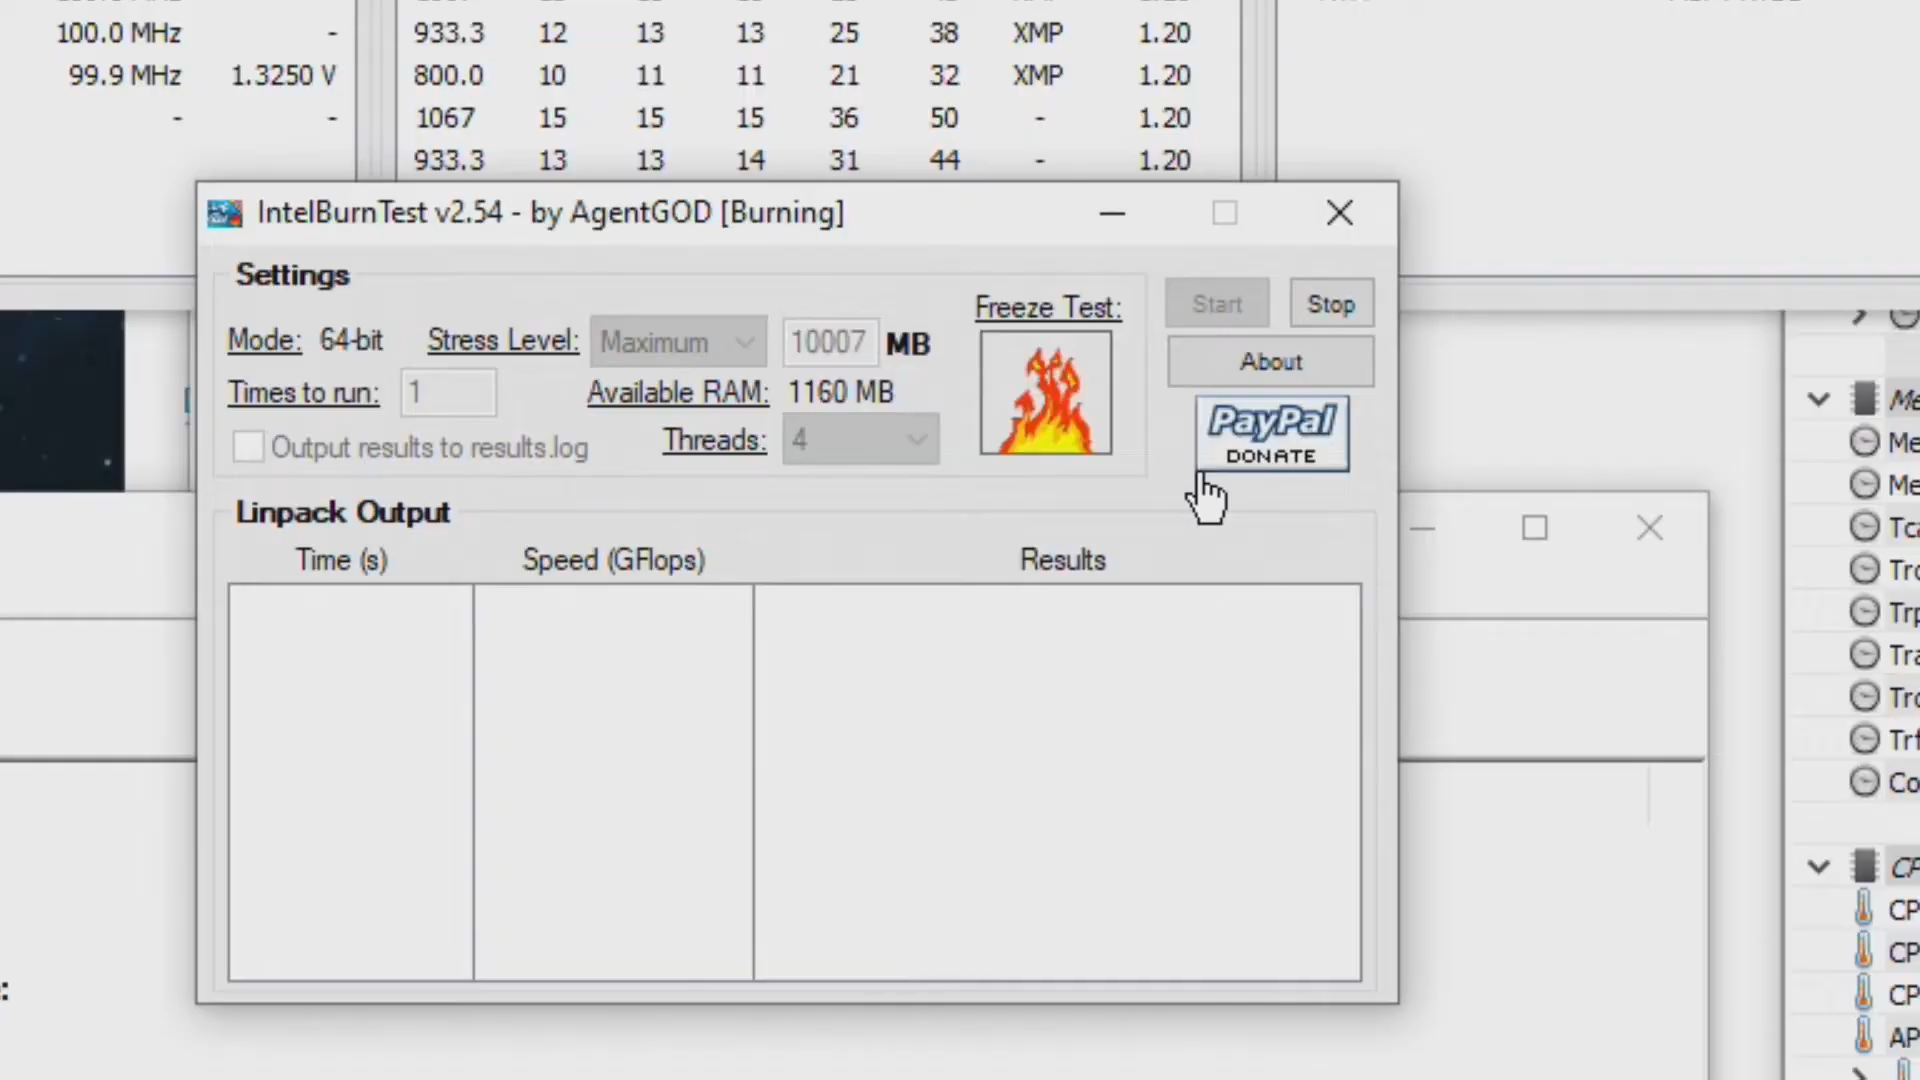 100.0 MHz - 933.3 12 13 13 25 38 XMP 1.20
99.9 MHz 1.3250 V 800.0 10 11 11 21 32 XMP 1.20
- - 1067 15 15 15 36 50 - 1.20
933.3 13 13 14 31 44 - 1.20
IntelBurnTest v2.54 - by AgentGOD [Burning]
Settings
Freeze Test:
Start
Stop
Mode: 64-bit Stress Level: Maximum 10007 MB
About
Times to run: 1 Available RAM: 1160 MB
PayPal
DONATE
Output results to results.log Threads: 4
Linpack Output
Time (s) Speed (GFlops) Results